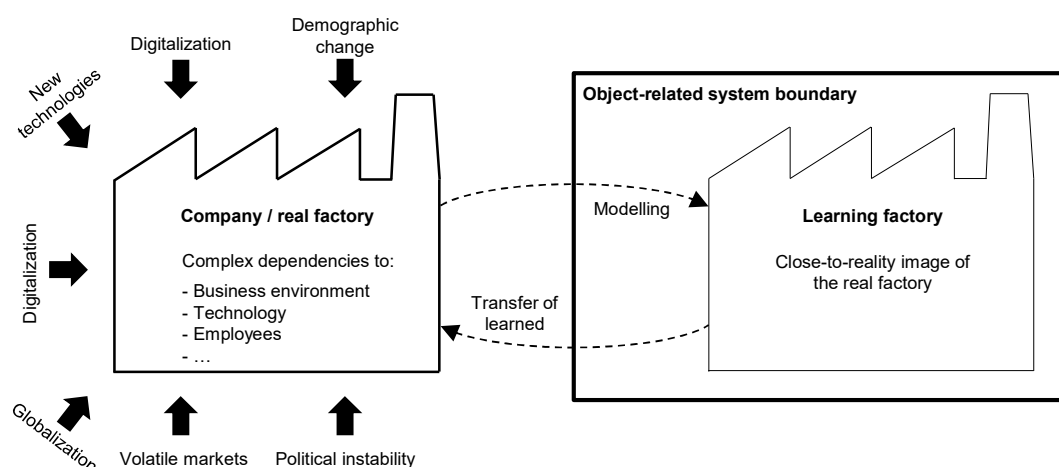 Digitalization
Demographic
change
New
technologies
Object-related system boundary
Company / real factory
Complex dependencies to:
- Business environment
- Technology
- Employees
- ...
Digitalization
Modelling
Transfer of
learned
Learning factory
Close-to-reality image of
the real factory
Globalization
Volatile markets
Political instability